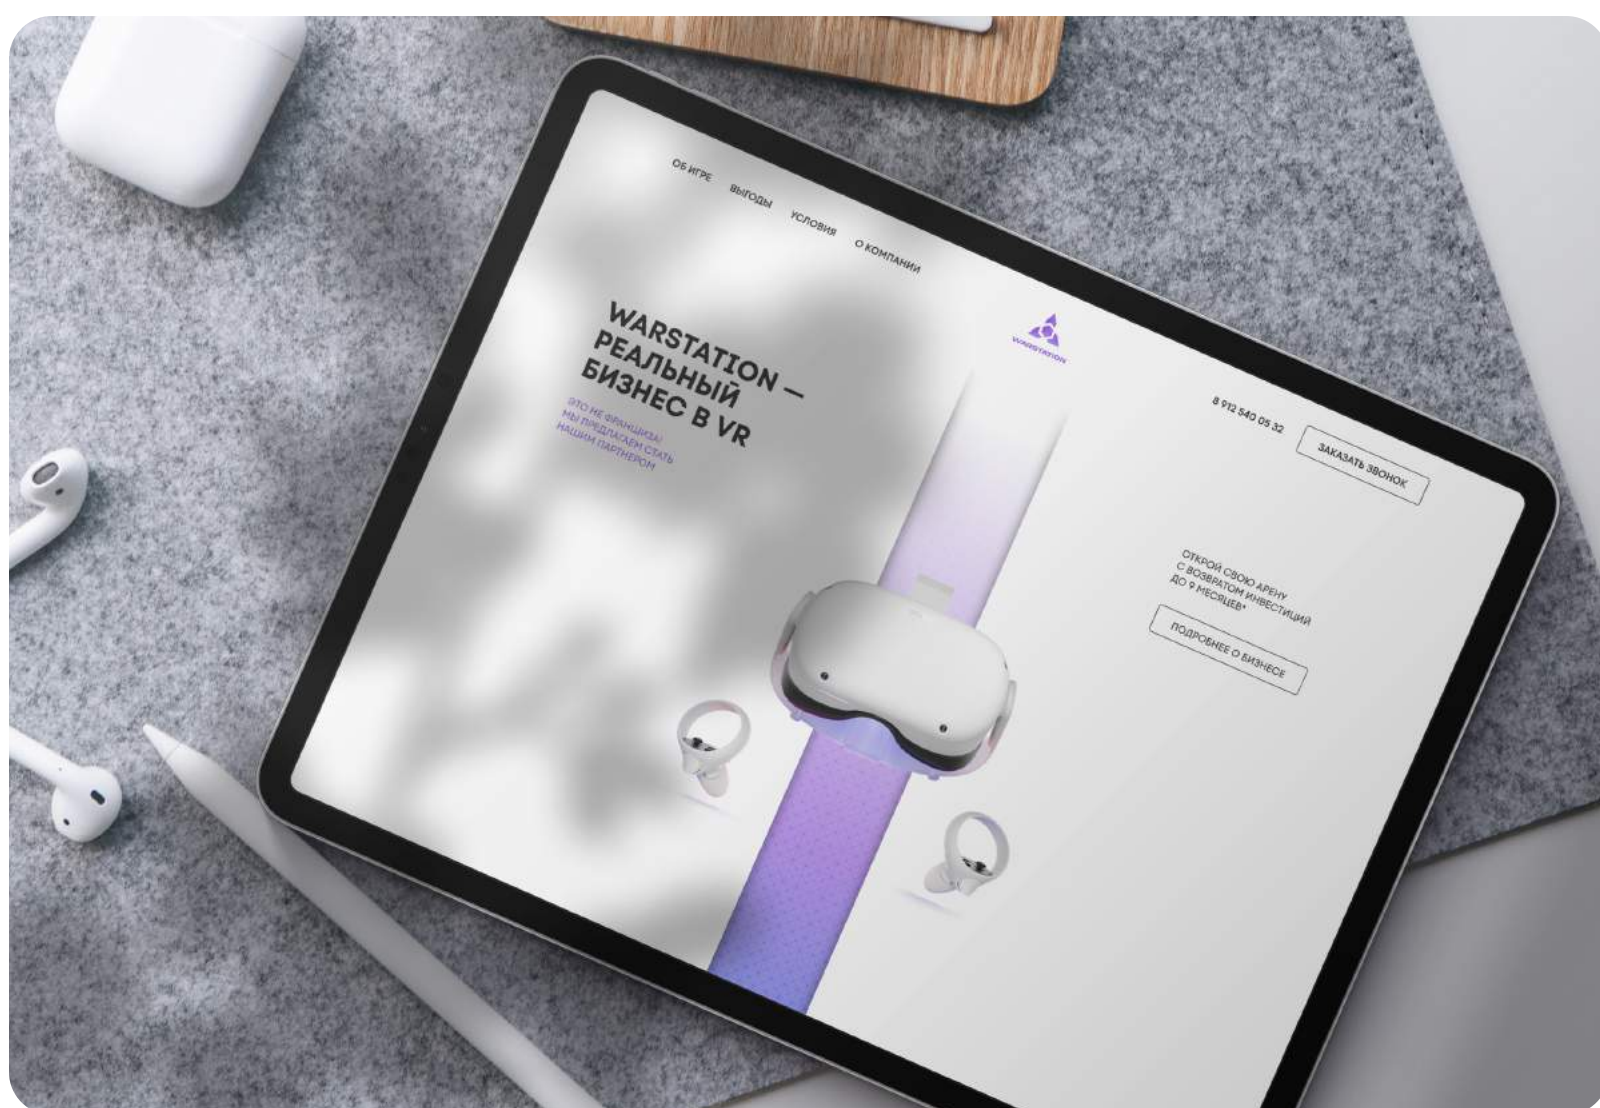 ОБ ИГРЕ
ВЫГОДЫ
УСЛОВИЯ
О КОМПАНИИ
WARSTATION
8 912 540 05 32
ЗАКАЗАТЬ ЗВОНОК
WARSTATION —
РЕАЛЬНЫЙ
БИЗНЕС В VR
ЭТО НЕ ФРАНШИЗА!
МЫ ПРЕДЛАГАЕМ СТАТЬ
НАШИМ ПАРТНЕРОМ
ОТКРОЙ СВОЮ АРЕНУ
С ВОЗВРАТОМ ИНВЕСТИЦИЙ
ДО 9 МЕСЯЦЕВ*
ПОДРОБНЕЕ О БИЗНЕСЕ